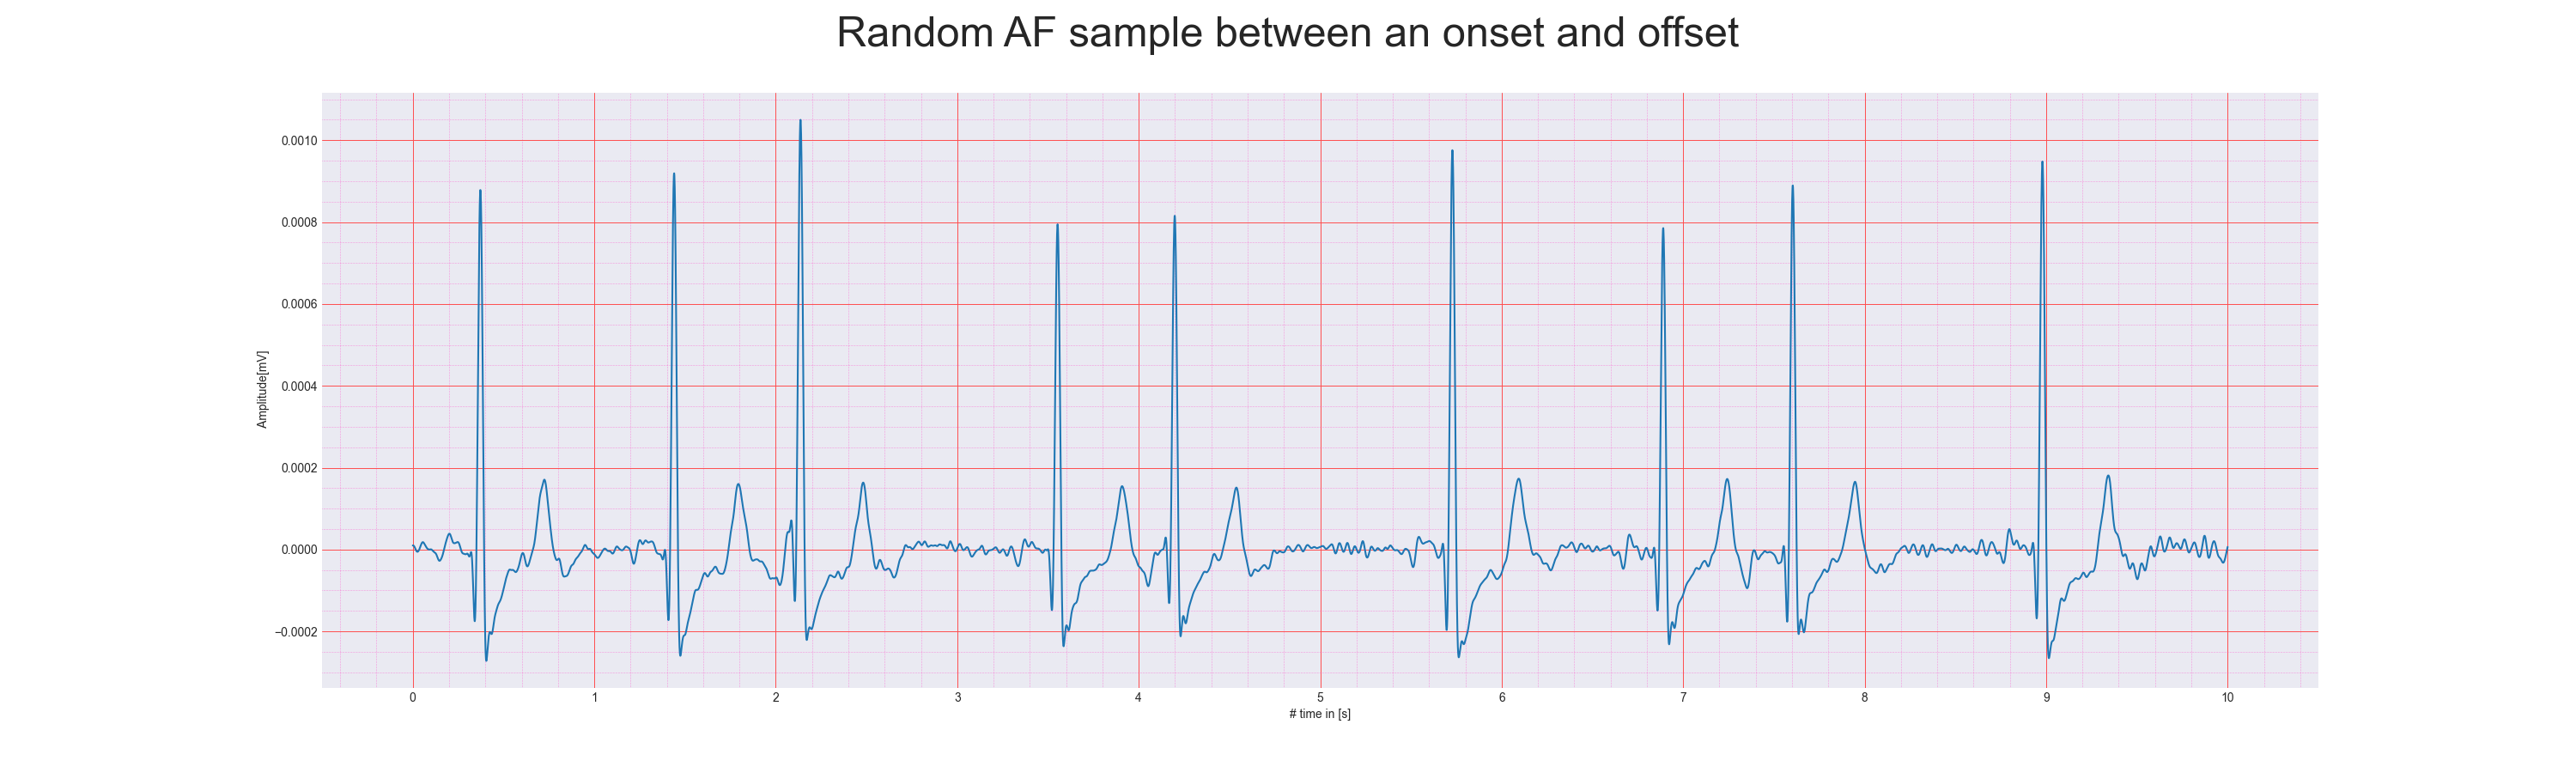 Random AF sample between an onset and offset
0.0010
0.0008
0.0006
0.0004
0.0002
0.0000
−0.0002
Amplitude[mV]
0 1 2 3 4 5 6 7 8 9 10
# time in [s]